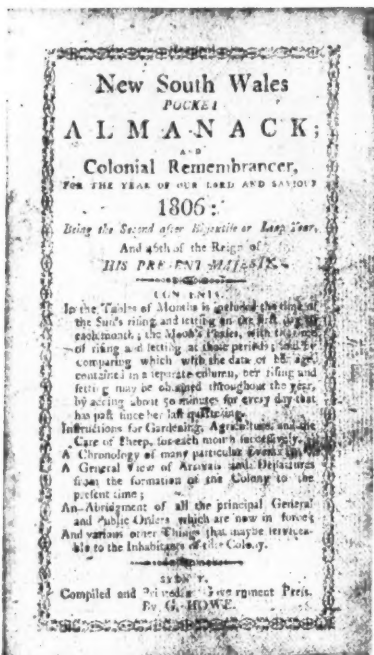 New South Wales
POCKET
ALMANACK;
AND
Colonial Remembrancer,
FOR THE YEAR OF OUR LORD AND SAVIOUR
1806:
Being the Second after Bissextile or Leap Year,
And 46th of the Reign of
HIS PRESENT MAJESTY.
CONTENTS.
In the Tables of Months is included the time of
the Sun's rising and setting on the first day of
each month; the Moon's Phases, with the time
of rising and setting at those periods; and by
comparing which with the data of her age,
contained in a separate column, her rising and
setting may be obtained throughout the year,
by adding about 50 minutes for every day that
has past since her last
Instructions for Gardening, Agriculture, and the
Care of Sheep, for each month successively.
A Chronology of many particular Events
A General View of Arrivals and Departures
from the formation of the Colony to the
present time;
An Abridgment of all the principal General
and Public Orders which are now in force;
And various other Things that may be serviceable
to the Inhabitants of this Colony.
SYDNEY.
Compiled and Printed Government Press.
By G. HOWE.